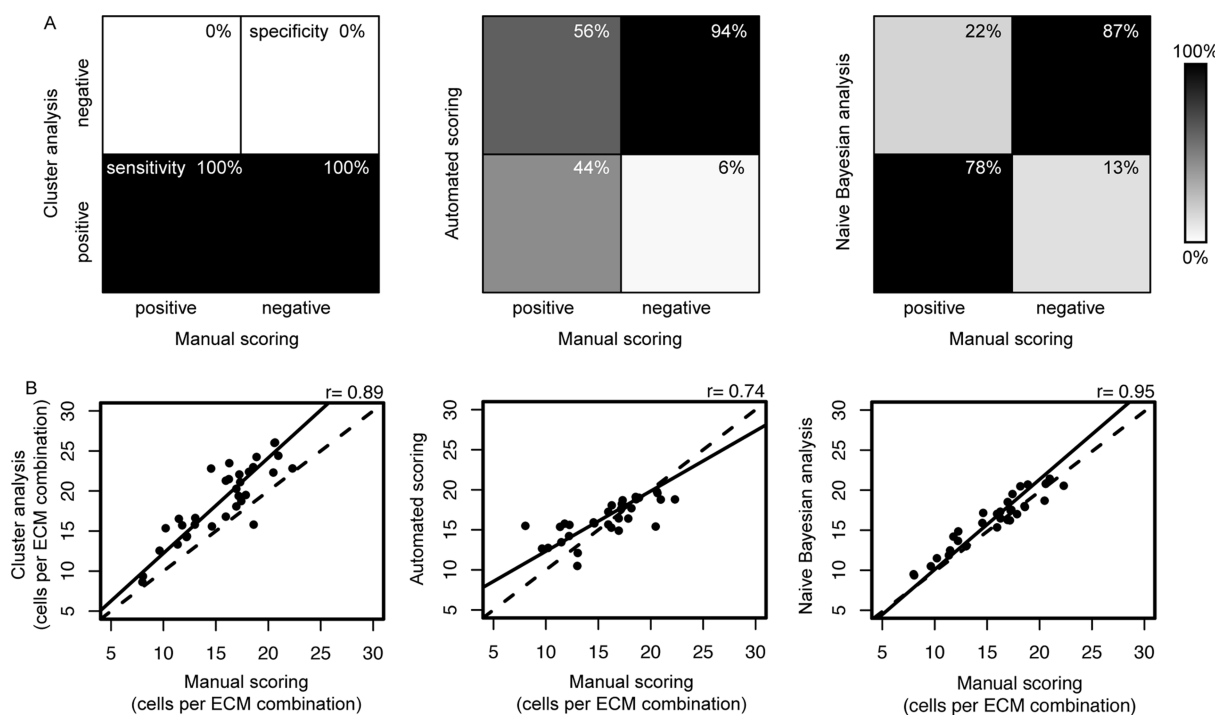 A
0%
specificity 0%
sensitivity 100%
100%
Cluster analysis
negative
positive
positive
negative
Manual scoring
56%
94%
44%
6%
Automated scoring
positive
negative
Manual scoring
22%
87%
78%
13%
Naive Bayesian analysis
positive
negative
Manual scoring
100%
0%
B
r= 0.89
Cluster analysis
(cells per ECM combination)
30
25
20
15
10
5
5 10 15 20 25 30
Manual scoring
(cells per ECM combination)
r= 0.74
Automated scoring
30
25
20
15
10
5
5 10 15 20 25 30
Manual scoring
(cells per ECM combination)
r= 0.95
Naive Bayesian analysis
30
25
20
15
10
5
5 10 15 20 25 30
Manual scoring
(cells per ECM combination)